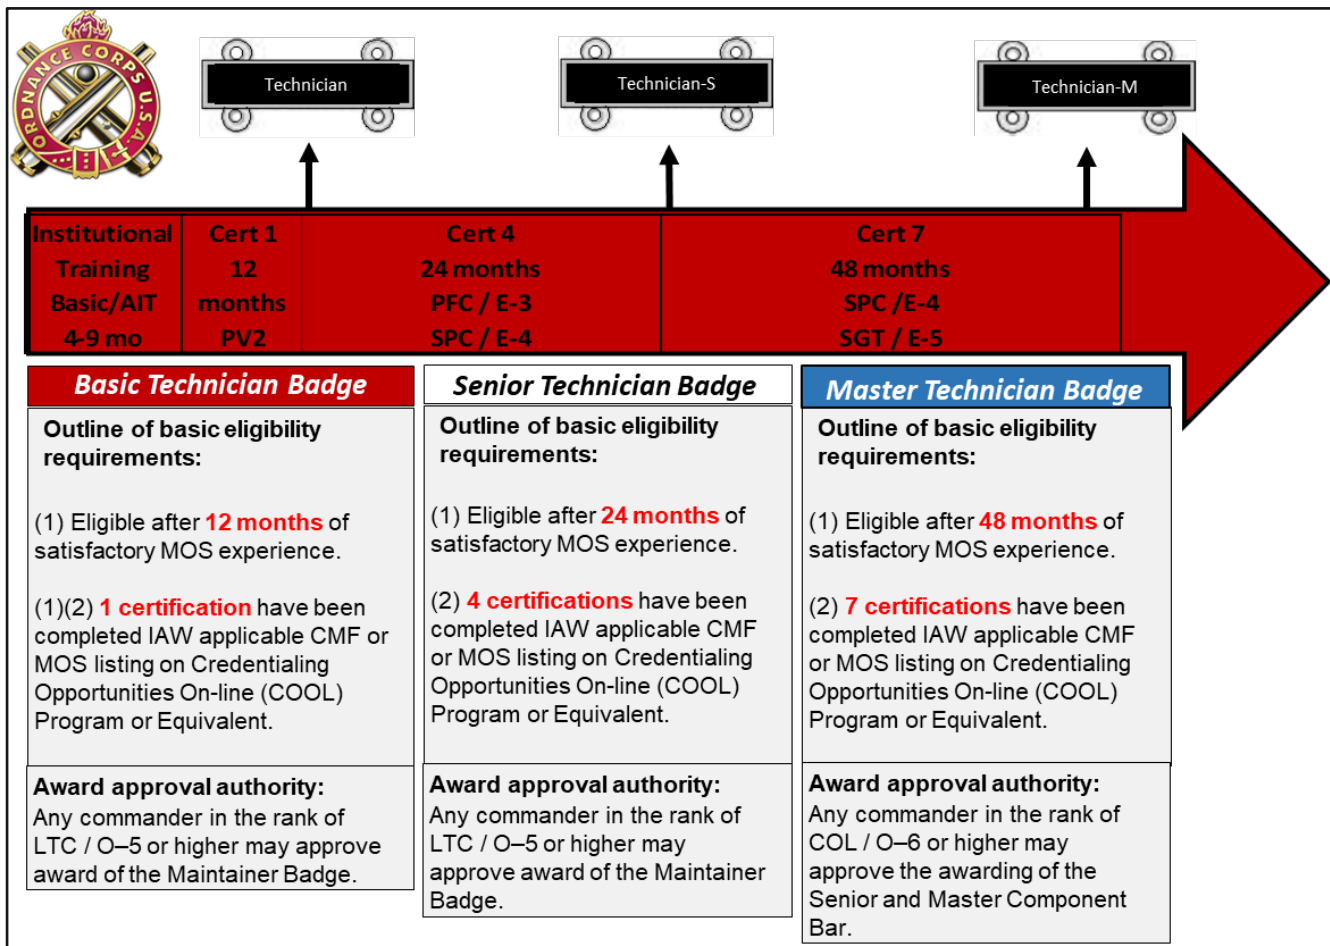 ORDNANCE CORPS U.S.A.
Technician
Technician-S
Technician-M
Institutional
Training
Basic/AIT
4-9 mo
Cert 1
12
months
PV2
Cert 4
24 months
PFC / E-3
SPC / E-4
Cert 7
48 months
SPC /E-4
SGT / E-5
Basic Technician Badge
Outline of basic eligibility
requirements:
(1) Eligible after 12 months of
satisfactory MOS experience.
(1)(2) 1 certification have been
completed IAW applicable CMF or
MOS listing on Credentialing
Opportunities On-line (COOL)
Program or Equivalent.
Award approval authority:
Any commander in the rank of
LTC / O–5 or higher may approve
award of the Maintainer Badge.
Senior Technician Badge
Outline of basic eligibility
requirements:
(1) Eligible after 24 months of
satisfactory MOS experience.
(2) 4 certifications have been
completed IAW applicable CMF
or MOS listing on Credentialing
Opportunities On-line (COOL)
Program or Equivalent.
Award approval authority:
Any commander in the rank of
LTC / O–5 or higher may
approve award of the Maintainer
Badge.
Master Technician Badge
Outline of basic eligibility
requirements:
(1) Eligible after 48 months of
satisfactory MOS experience.
(2) 7 certifications have been
completed IAW applicable CMF
or MOS listing on Credentialing
Opportunities On-line (COOL)
Program or Equivalent.
Award approval authority:
Any commander in the rank of
COL / O–6 or higher may
approve the awarding of the
Senior and Master Component
Bar.